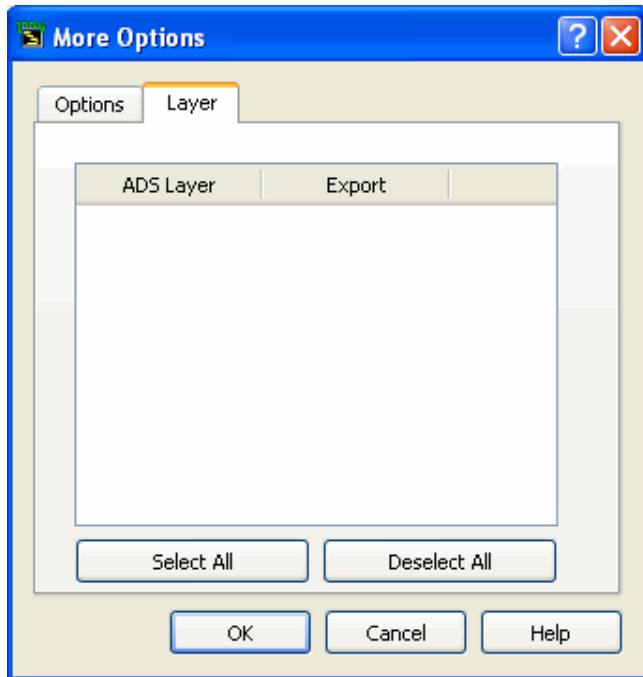 More Options
Options Layer
ADS Layer Export
Select All Deselect All
OK Cancel Help